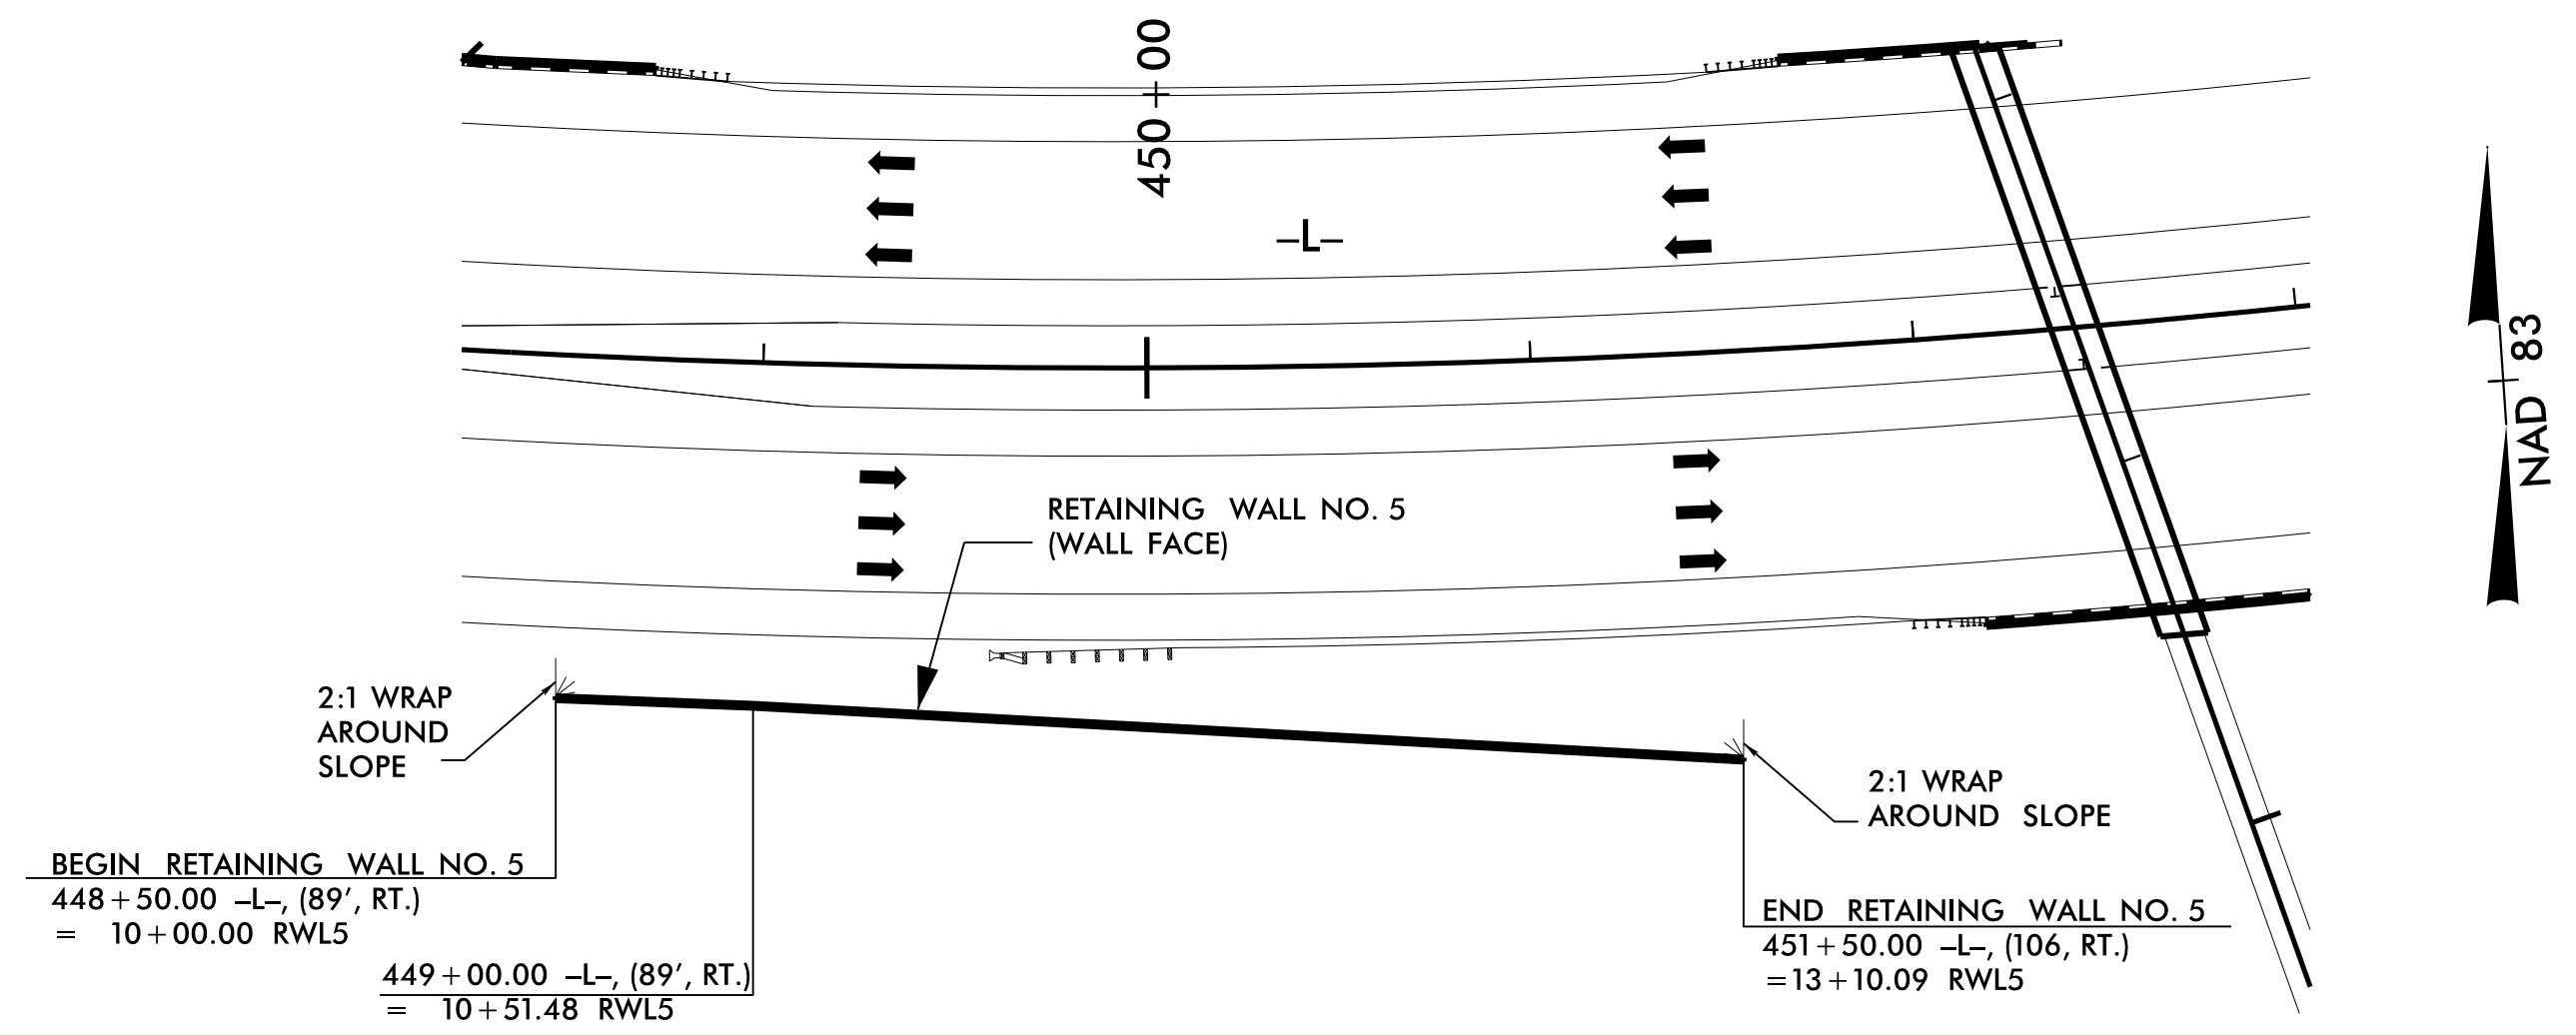 450+00
–L–
NAD 83
RETAINING WALL NO. 5
(WALL FACE)
2:1 WRAP
AROUND
SLOPE
2:1 WRAP
AROUND SLOPE
BEGIN RETAINING WALL NO. 5
448+50.00 –L–, (89’, RT.)
= 10+00.00 RWL5
449+00.00 –L–, (89’, RT.)
= 10+51.48 RWL5
END RETAINING WALL NO. 5
451+50.00 –L–, (106, RT.)
=13+10.09 RWL5